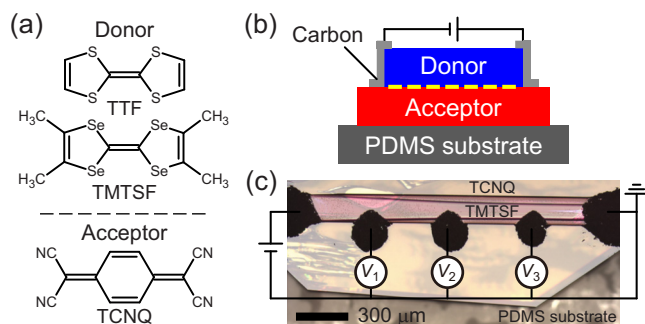 (a)
Donor
S
S
S
S
TTF
H₃C
Se
Se
CH₃
H₃C
Se
Se
CH₃
TMTSF
Acceptor
NC
CN
NC
CN
TCNQ
(b)
Carbon
Donor
Acceptor
PDMS substrate
(c)
TCNQ
TMTSF
V₁
V₂
V₃
300 μm
PDMS substrate